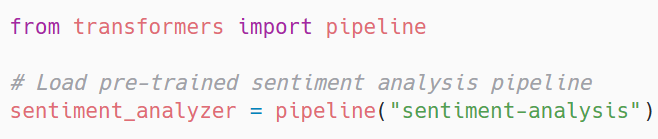 from transformers import pipeline
# Load pre-trained sentiment analysis pipeline
sentiment_analyzer = pipeline("sentiment-analysis")